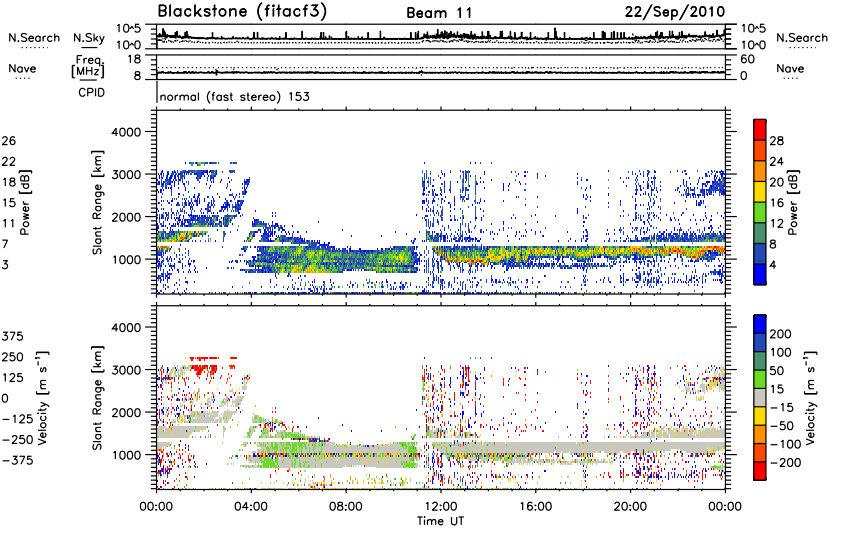 Blackstone (fitacf3) Beam 11 22/Sep/2010
N.Search N.Sky 10^5 10^0 10^5 10^0 N.Search
Nave Freq. [MHz] 18 8 60 0 Nave
CPID normal (fast stereo) 153
26 22 18 15 11 7 3
Power [dB]
Slant Range [km]
4000 3000 2000 1000
28 24 20 16 12 8 4
Power [dB]
375 250 125 0 −125 −250 −375
Velocity [m s−1]
Slant Range [km]
4000 3000 2000 1000
200 100 50 15 −15 −50 −100 −200
Velocity [m s−1]
00:00 04:00 08:00 12:00 16:00 20:00 00:00
Time UT